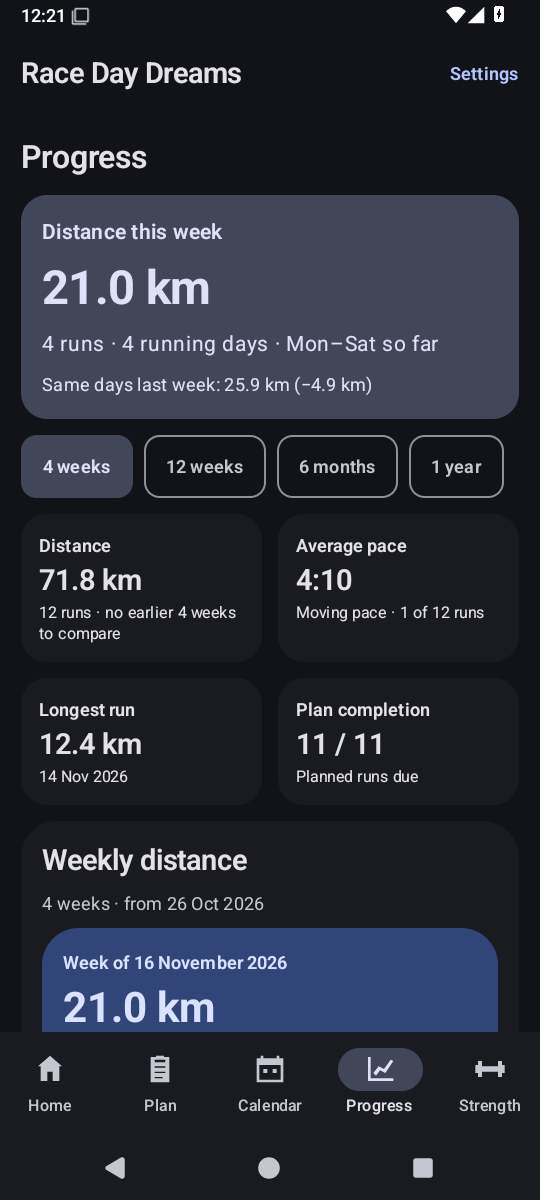 12:21
Race Day Dreams
Settings
Progress
Distance this week
21.0 km
4 runs · 4 running days · Mon–Sat so far
Same days last week: 25.9 km (−4.9 km)
4 weeks
12 weeks
6 months
1 year
Distance
71.8 km
12 runs · no earlier 4 weeks
to compare
Average pace
4:10
Moving pace · 1 of 12 runs
Longest run
12.4 km
14 Nov 2026
Plan completion
11 / 11
Planned runs due
Weekly distance
4 weeks · from 26 Oct 2026
Week of 16 November 2026
21.0 km
Home
Plan
Calendar
Progress
Strength